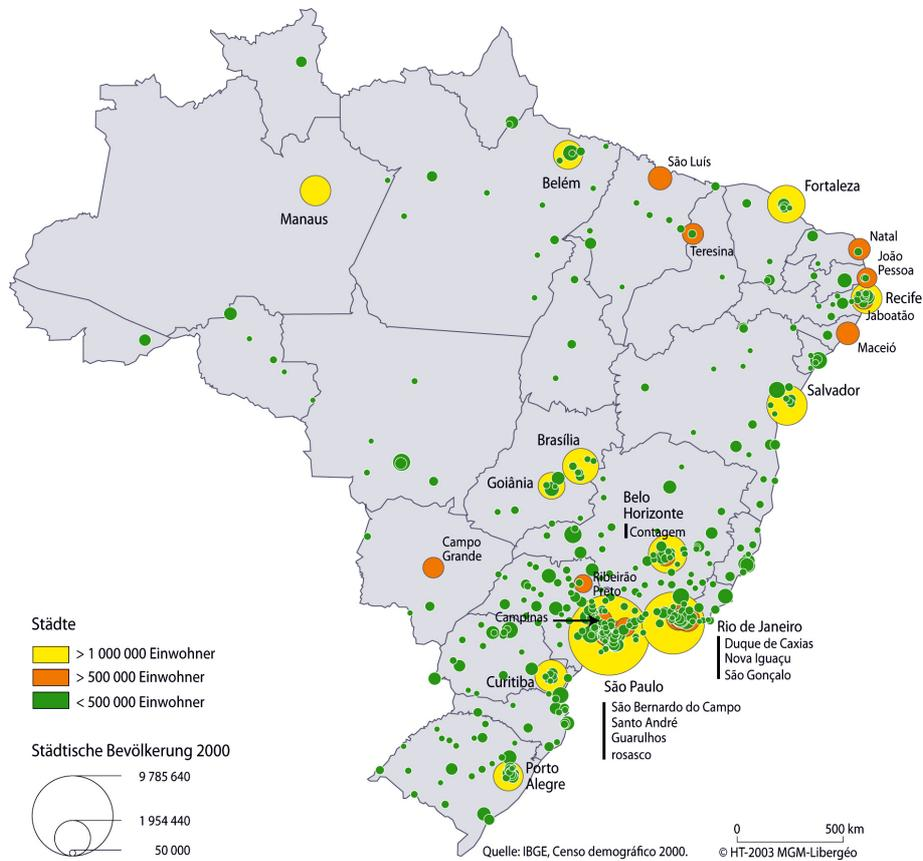 São Luís
Belém
Fortaleza
Manaus
Natal
Teresina
João
Pessoa
Recife
Jaboatão
Maceió
Salvador
Brasília
Goiânia
Belo
Horizonte
Contagem
Campo
Grande
Ribeirão
Preto
Campinas
Städte
> 1 000 000 Einwohner
> 500 000 Einwohner
< 500 000 Einwohner
Rio de Janeiro
Duque de Caxias
Nova Iguaçu
São Gonçalo
Curitiba
São Paulo
São Bernardo do Campo
Santo André
Guarulhos
rosasco
Städtische Bevölkerung 2000
9 785 640
1 954 440
50 000
Porto
Alegre
0 500 km
Quelle: IBGE, Censo demográfico 2000. © HT-2003 MGM-Libergéo